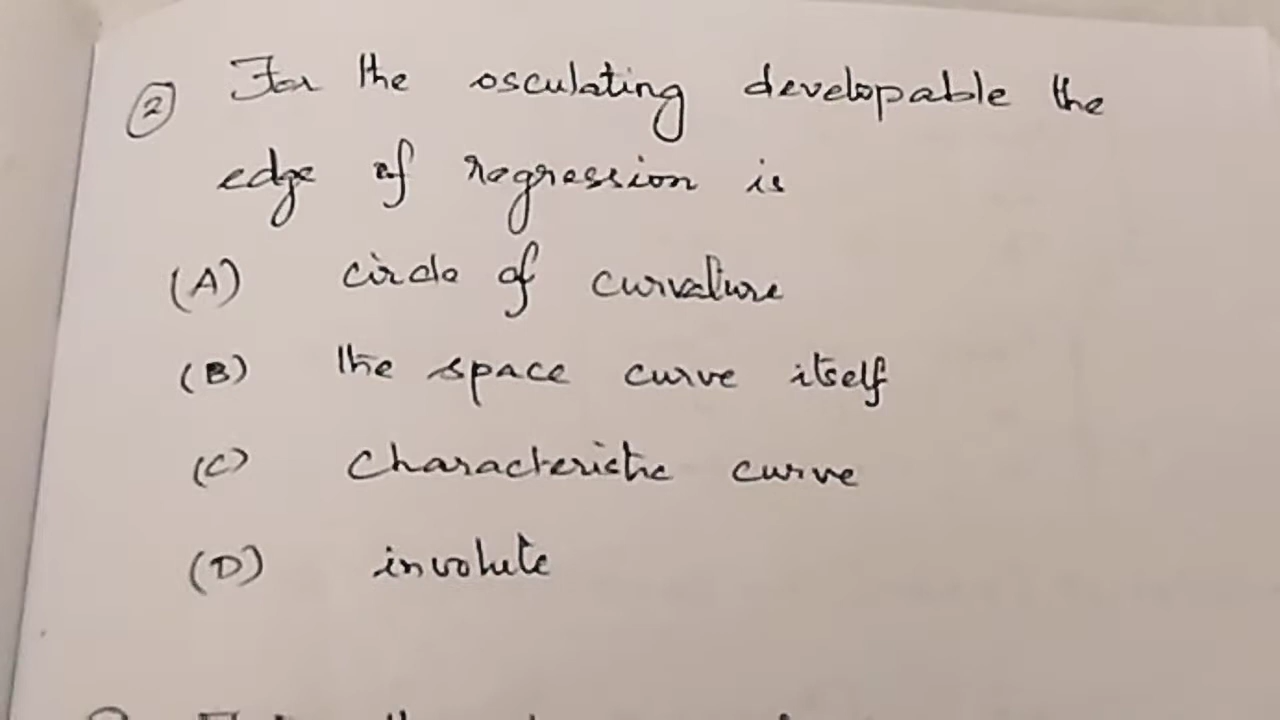 (2) For the osculating developable the
edge of regression is
(A) circle of curvature
(B) the space curve itself
(C) characteristic curve
(D) involute